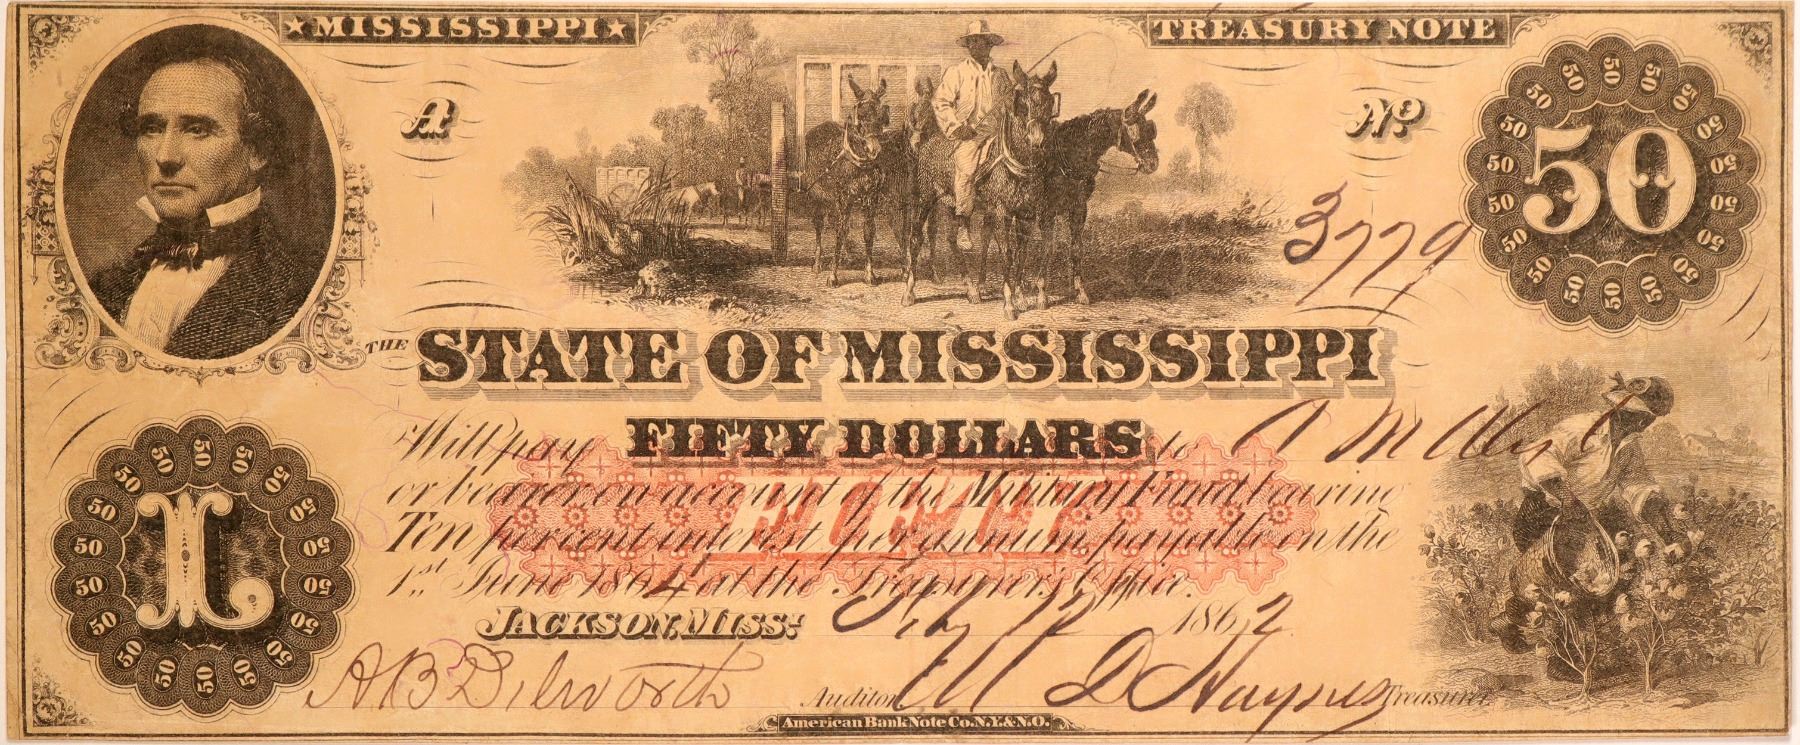 ★MISSISSIPPI★
TREASURY NOTE
A
No
3779
50
THE STATE OF MISSISSIPPI
Will pay FIFTY DOLLARS to A M
or bearer on account of the Military Fund bearing
FIFTY
Ten per cent interest per annum payable on the
1st June 1864 at the Treasurer's Office.
JACKSON, MISS. 12 1862
L
A B Dilworth Auditor M D Haynes Treasurer
American Bank Note Co. N.Y. & N.O.